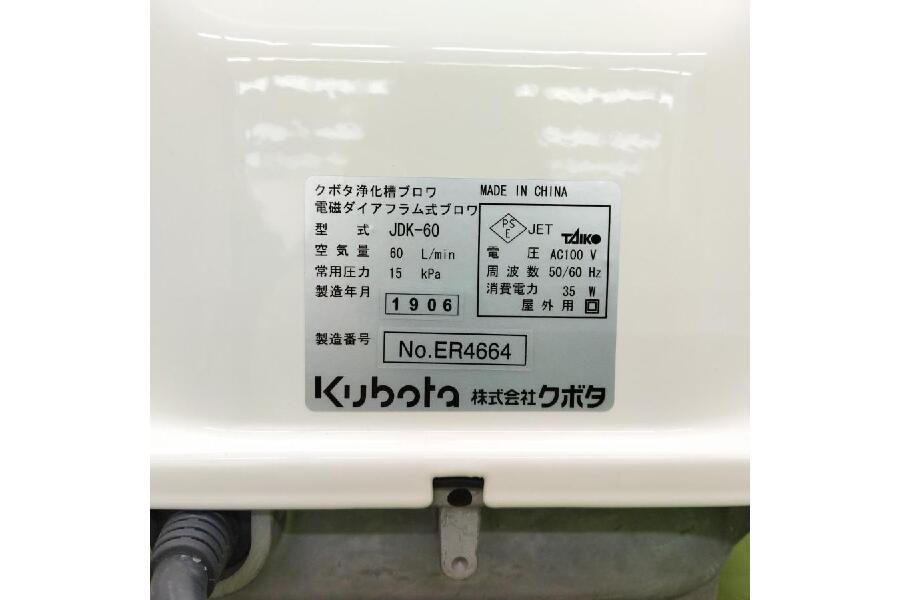 クボタ浄化槽ブロワ MADE IN CHINA
電磁ダイアフラム式ブロワ
型式 JDK-60
空気量 60 L/min
常用圧力 15 kPa
製造年月 1906
製造番号 No.ER4664
PSE JET TAIKO
電圧 AC100 V
周波数 50/60 Hz
消費電力 35 W
屋外用
Kubota 株式会社クボタ